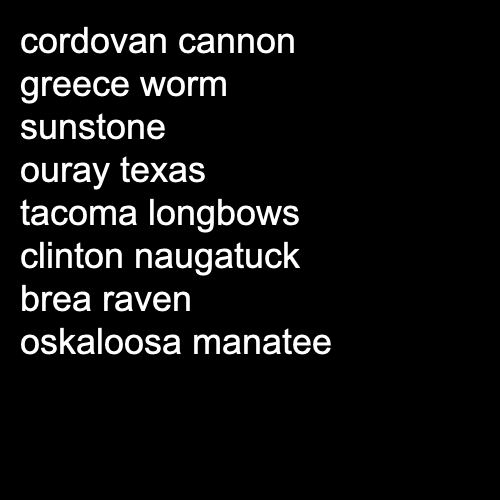 cordovan cannon
greece worm
sunstone
ouray texas
tacoma longbows
clinton naugatuck
brea raven
oskaloosa manatee